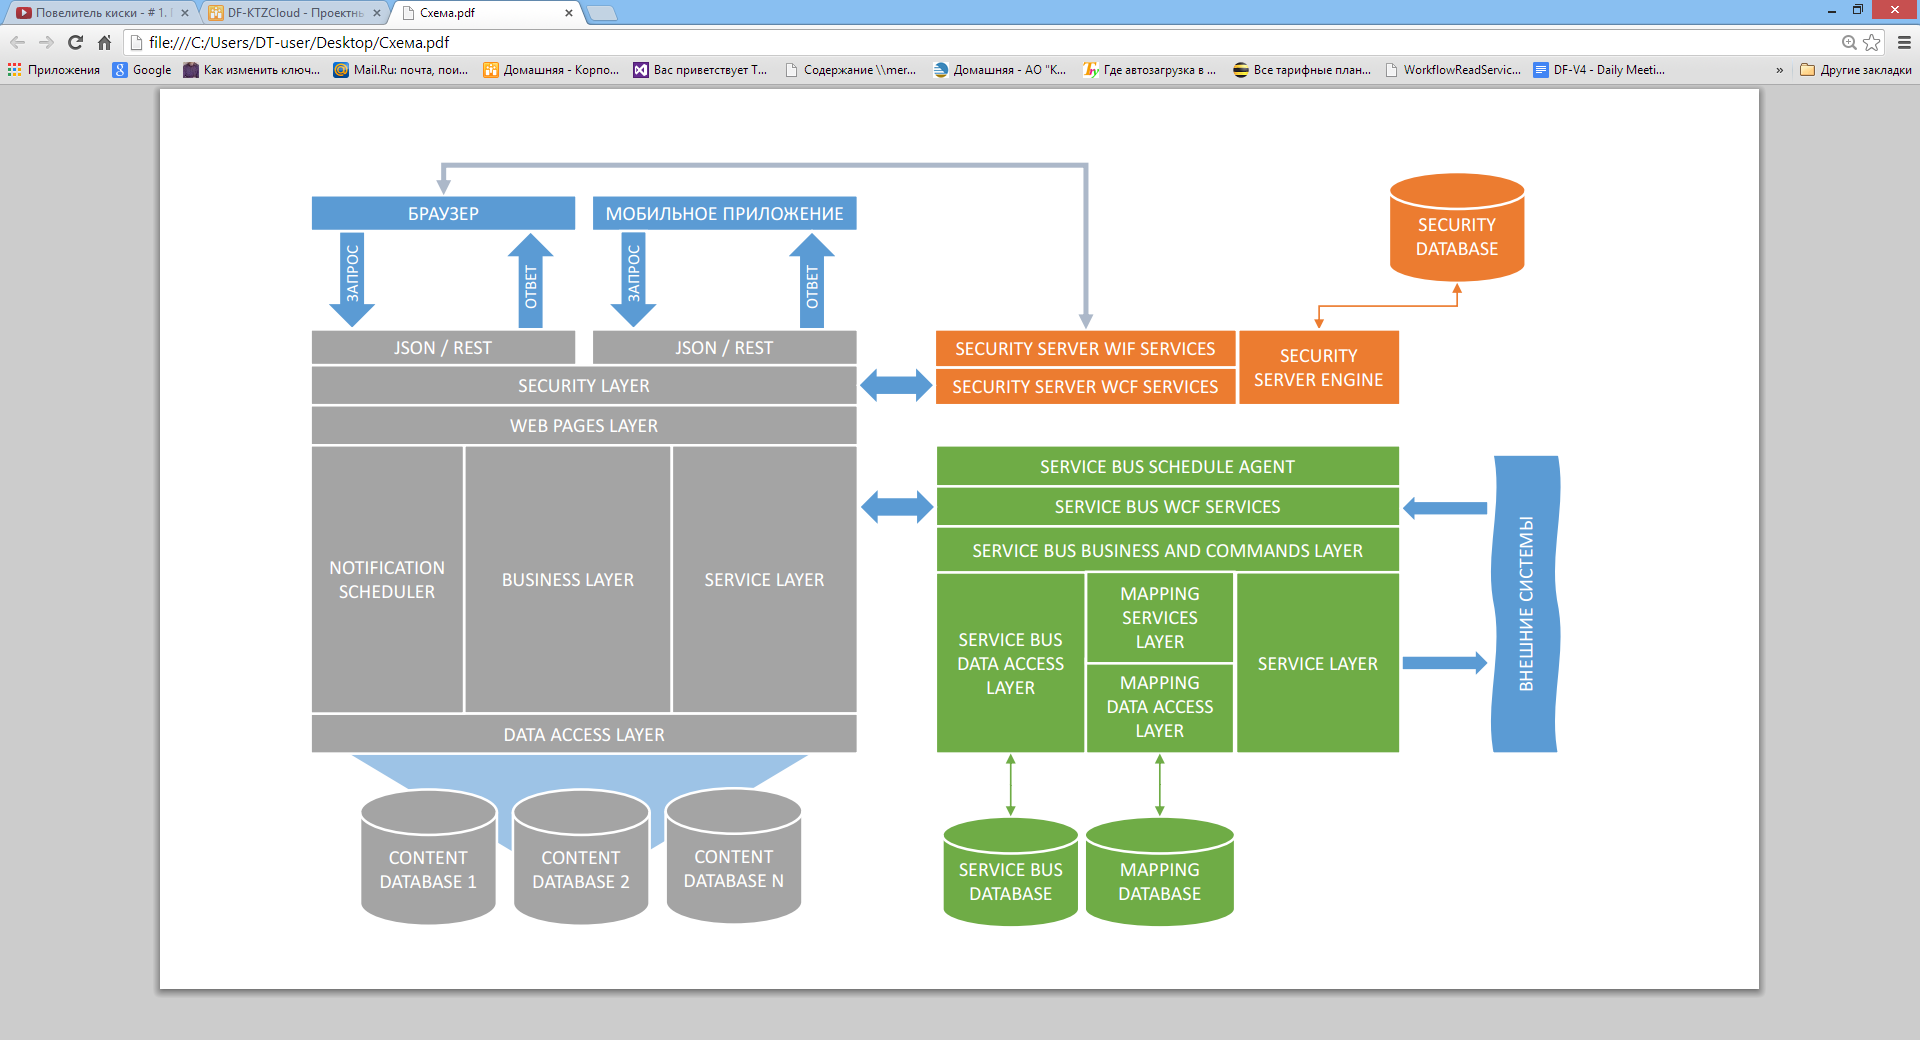 Повелитель киски - # 1.
DF-KTZCloud - Проектнь
Схема.pdf
file:///C:/Users/DT-user/Desktop/Схема.pdf
Приложения
Google
Как изменить ключ...
Mail.Ru: почта, пои...
Домашняя - Корпо...
Вас приветствует Т...
Содержание \\mer...
Домашняя - АО "К...
Где автозагрузка в ...
Все тарифные план...
WorkflowReadServic...
DF-V4 - Daily Meeti...
»
Другие закладки
БРАУЗЕР
МОБИЛЬНОЕ ПРИЛОЖЕНИЕ
ЗАПРОС
ОТВЕТ
ЗАПРОС
ОТВЕТ
JSON / REST
JSON / REST
SECURITY LAYER
WEB PAGES LAYER
NOTIFICATION
SCHEDULER
BUSINESS LAYER
SERVICE LAYER
DATA ACCESS LAYER
CONTENT
DATABASE 1
CONTENT
DATABASE 2
CONTENT
DATABASE N
SECURITY
DATABASE
SECURITY SERVER WIF SERVICES
SECURITY SERVER WCF SERVICES
SECURITY
SERVER ENGINE
SERVICE BUS SCHEDULE AGENT
SERVICE BUS WCF SERVICES
SERVICE BUS BUSINESS AND COMMANDS LAYER
SERVICE BUS
DATA ACCESS
LAYER
MAPPING
SERVICES
LAYER
MAPPING
DATA ACCESS
LAYER
SERVICE LAYER
ВНЕШНИЕ СИСТЕМЫ
SERVICE BUS
DATABASE
MAPPING
DATABASE